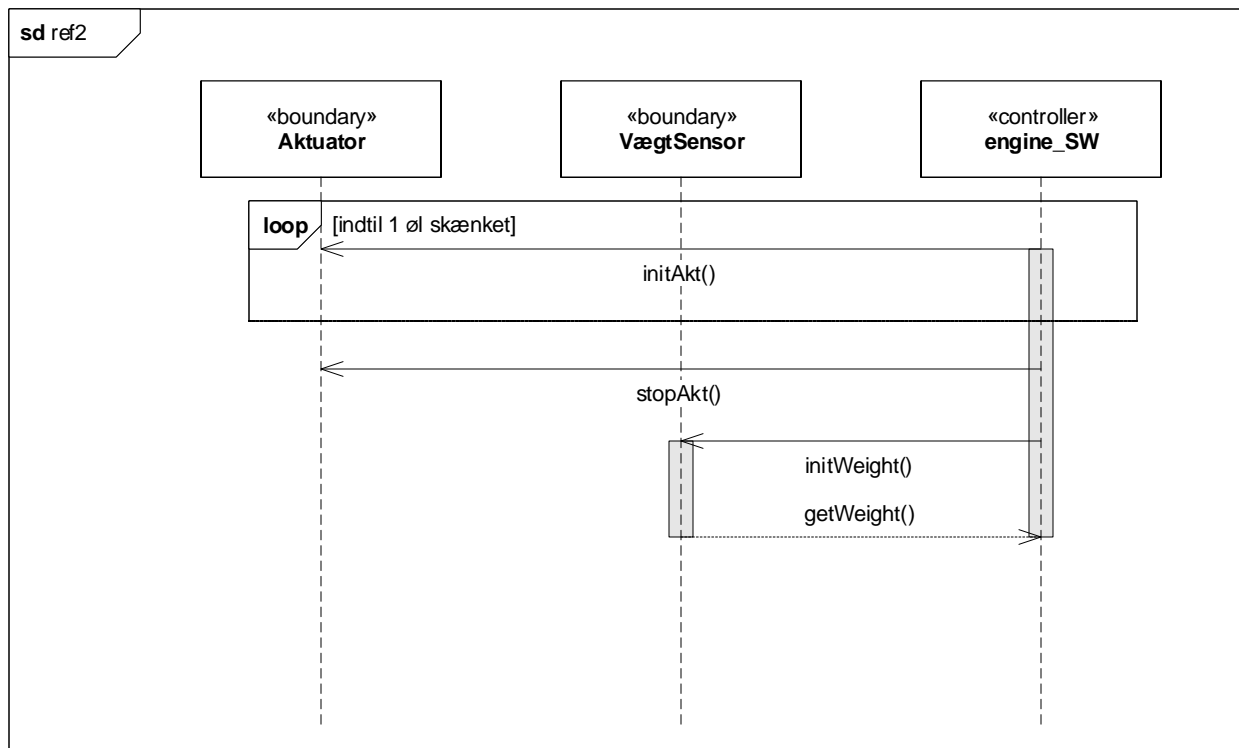 sd ref2
«boundary»
Aktuator
«boundary»
VægtSensor
«controller»
engine_SW
loop [indtil 1 øl skænket]
initAkt()
stopAkt()
initWeight()
getWeight()